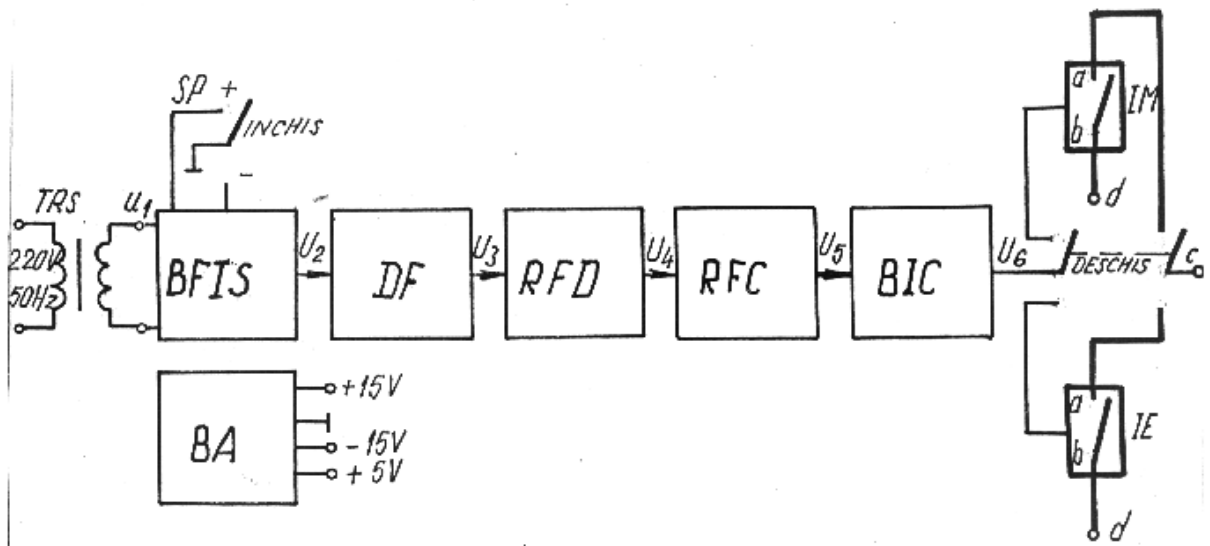 a
IM
b
d
SP +
INCHIS
-
TRS
u1
220V
50Hz
BFIS
U2
DF
U3
RFD
U4
RFC
U5
BIC
U6
DESCHIS
c
BA
+15V
-15V
+5V
a
IE
b
d